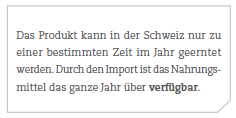 Das Produkt kann in der Schweiz nur zu
einer bestimmten Zeit im Jahr geerntet
werden. Durch den Import ist das Nahrungs-
mittel das ganze Jahr über verfügbar.